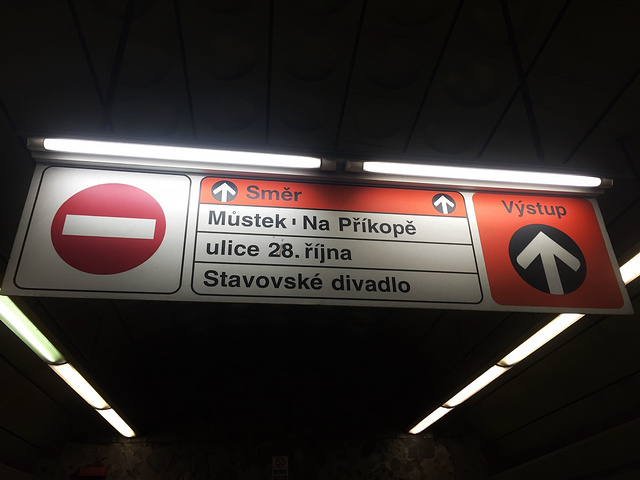 Směr
Můstek · Na Příkopě
ulice 28. října
Stavovské divadlo
Výstup